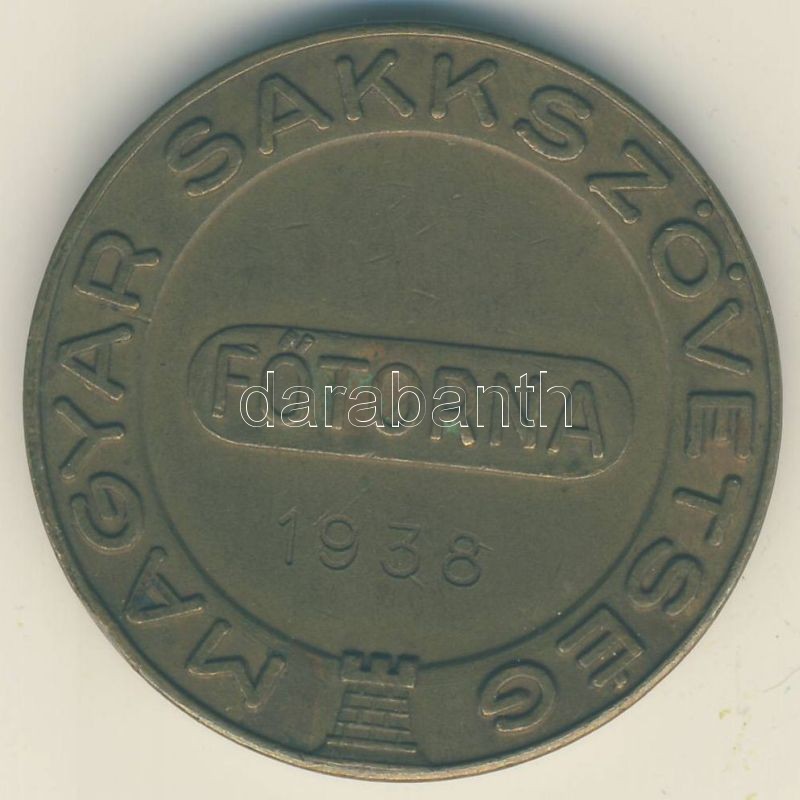 MAGYAR SAKKSZÖVETSÉG
FŐTORNA
darabanth
1938